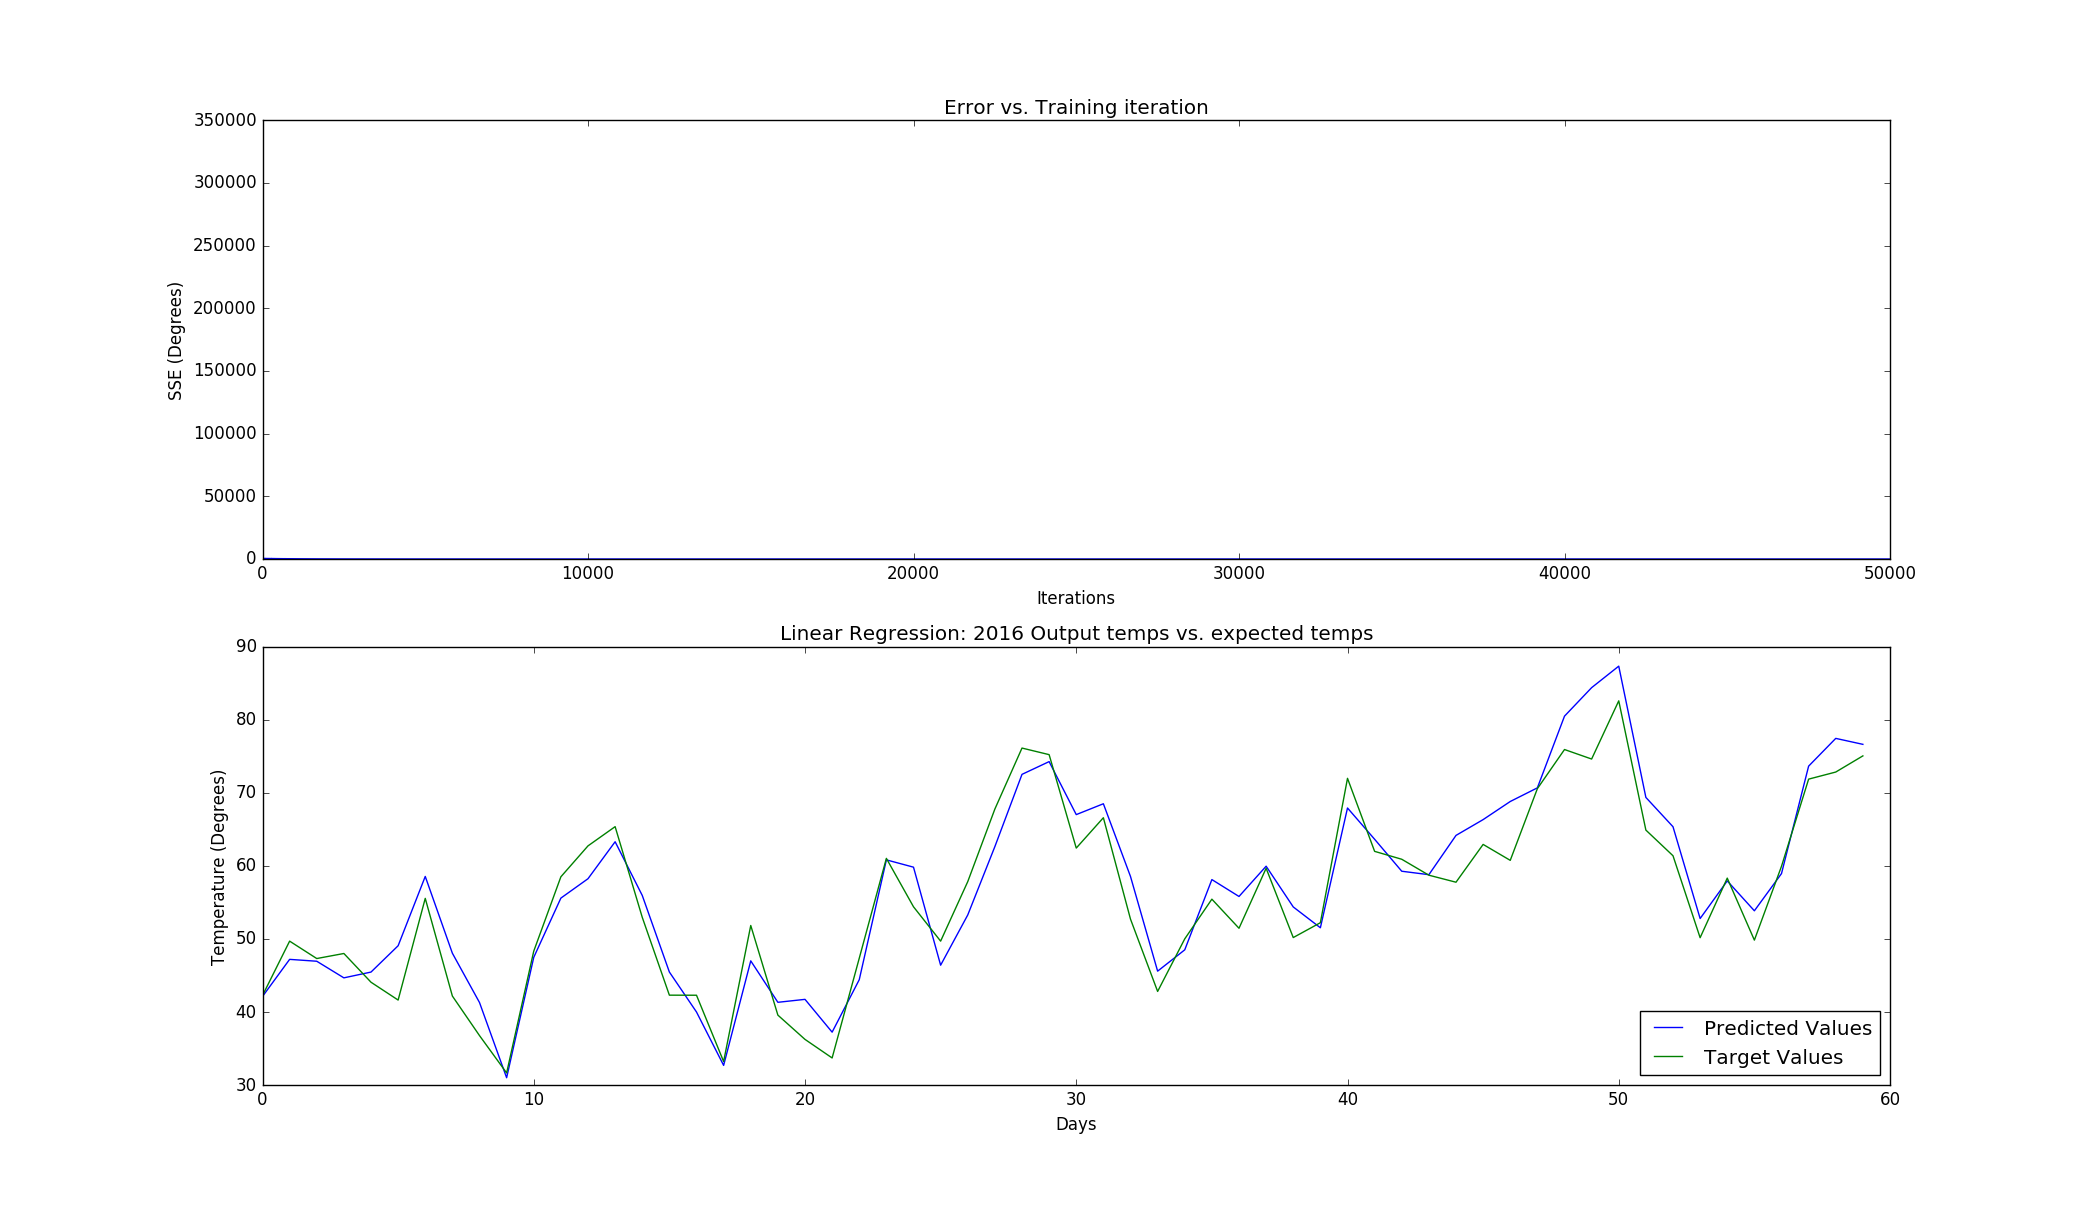 Error vs. Training iteration
350000
300000
250000
200000
150000
100000
50000
0
SSE (Degrees)
0 10000 20000 30000 40000 50000
Iterations
Linear Regression: 2016 Output temps vs. expected temps
90
80
70
60
50
40
30
Temperature (Degrees)
Predicted Values
Target Values
0 10 20 30 40 50 60
Days